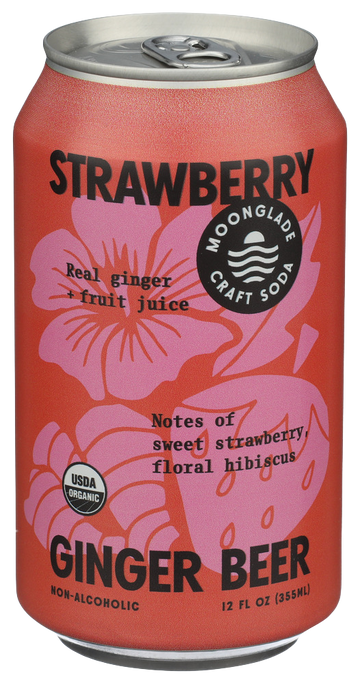 STRAWBERRY
MOONGLADE
CRAFT SODA
Real ginger
+ fruit juice
Notes of
sweet strawberry,
floral hibiscus
USDA
ORGANIC
GINGER BEER
NON-ALCOHOLIC
12 FL OZ (355ML)